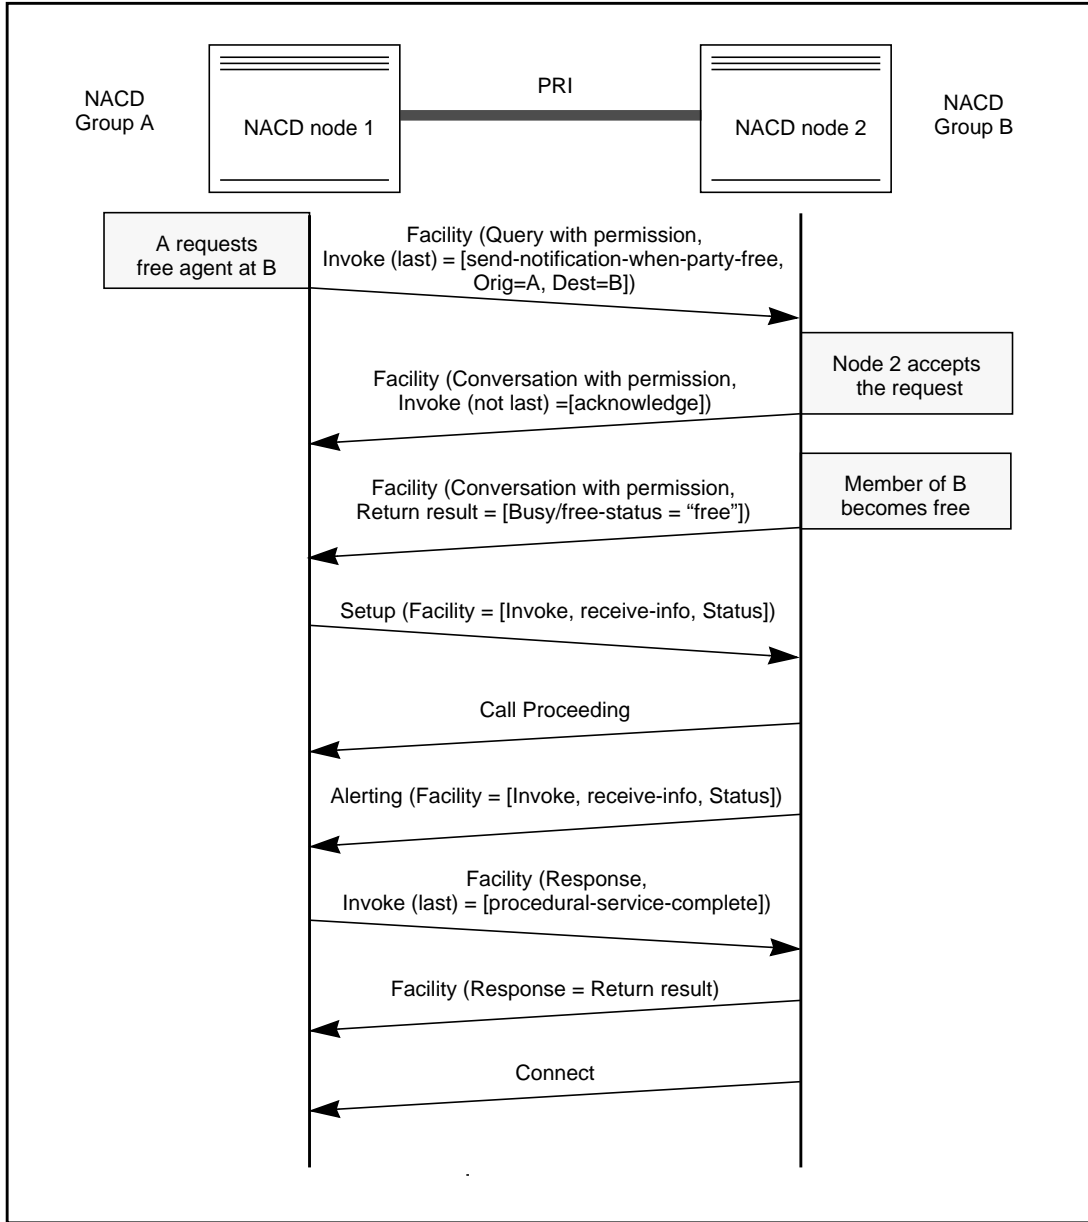 PRI
NACD
Group A
NACD node 1
NACD node 2
NACD
Group B
A requests
free agent at B
Facility (Query with permission,
Invoke (last) = [send-notification-when-party-free,
Orig=A, Dest=B])
Node 2 accepts
the request
Facility (Conversation with permission,
Invoke (not last) =[acknowledge])
Member of B
becomes free
Facility (Conversation with permission,
Return result = [Busy/free-status = “free”])
Setup (Facility = [Invoke, receive-info, Status])
Call Proceeding
Alerting (Facility = [Invoke, receive-info, Status])
Facility (Response,
Invoke (last) = [procedural-service-complete])
Facility (Response = Return result)
Connect